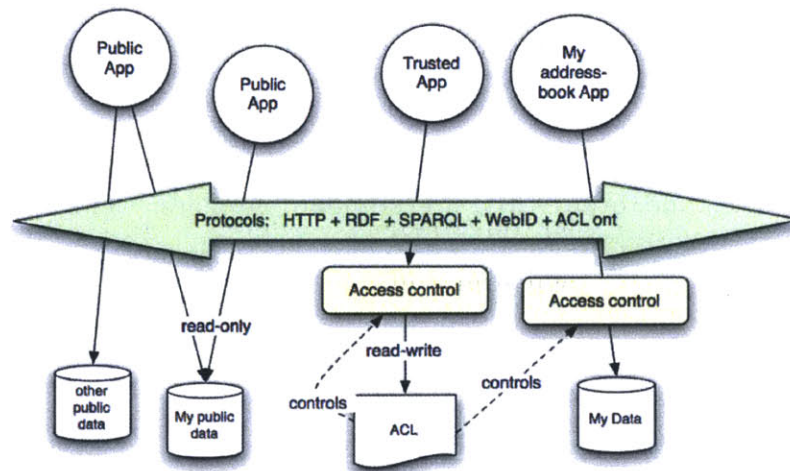 Public
App
Public
App
Trusted
App
My
address-
book App
Protocols: HTTP + RDF + SPARQL + WebID + ACL ont
Access control
Access control
read-only
read-write
controls
controls
other
public
data
My public
data
ACL
My Data